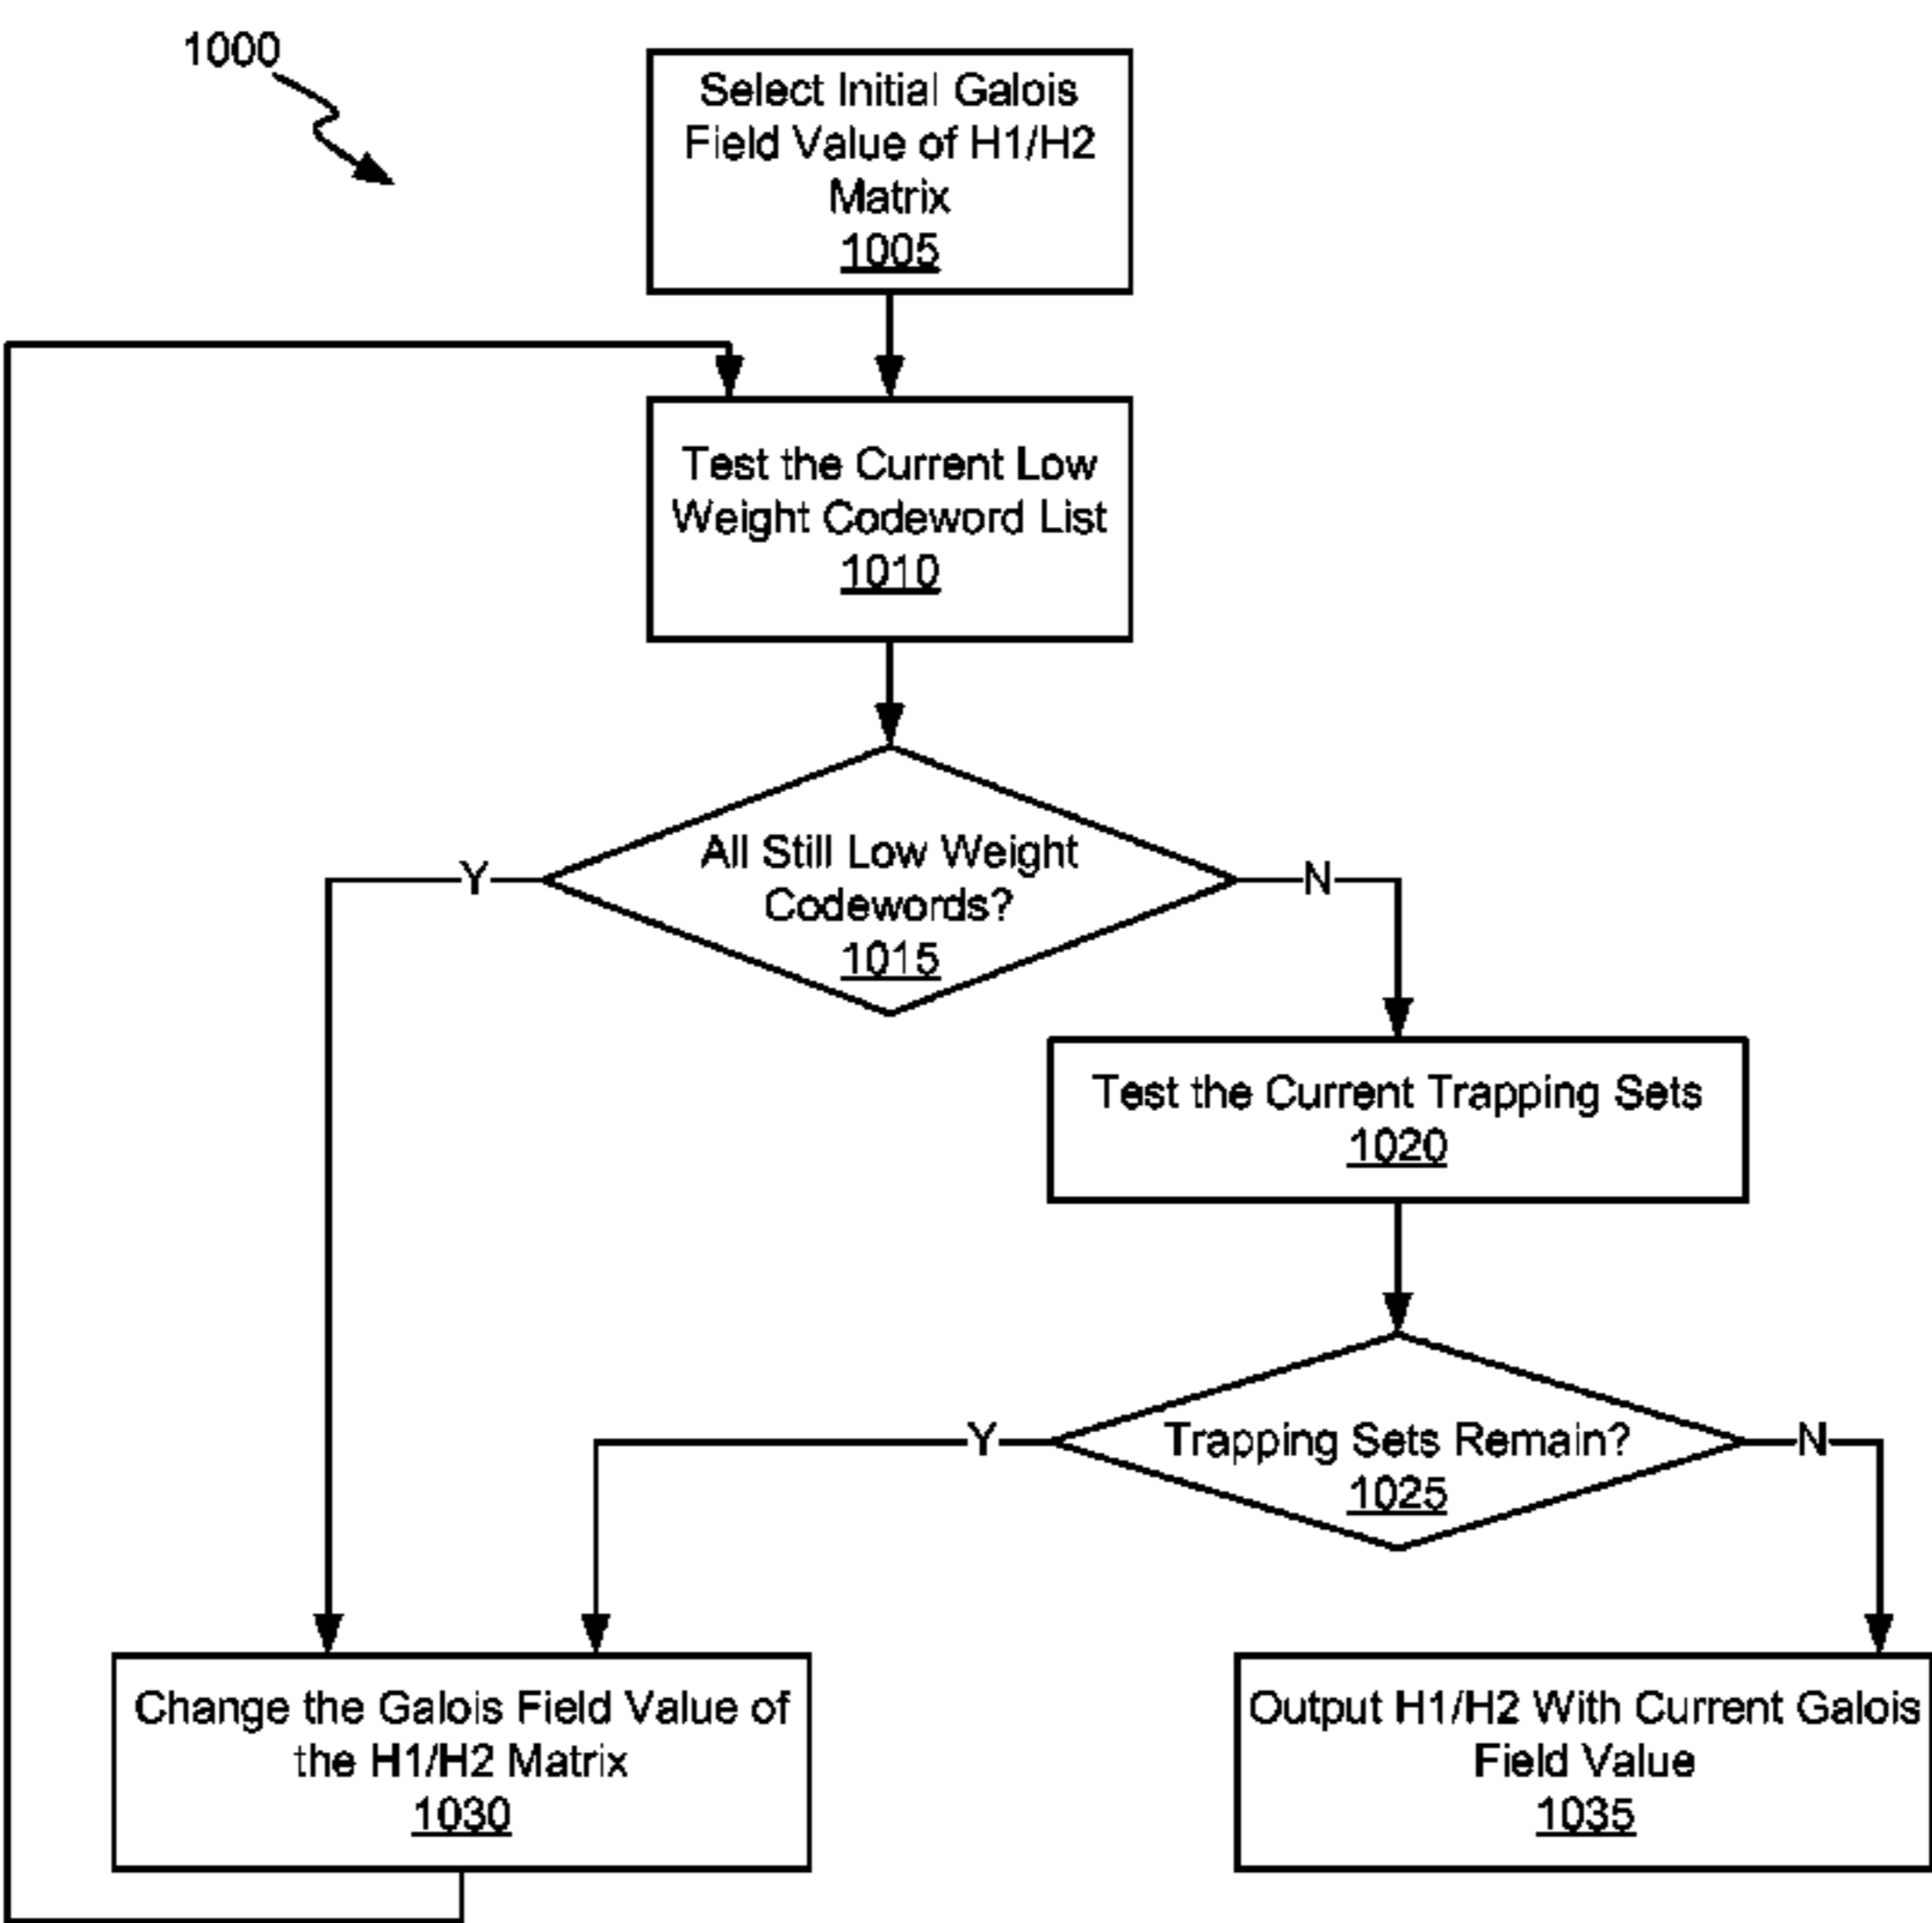 1000
Select Initial Galois
Field Value of H1/H2
Matrix
1005
Test the Current Low
Weight Codeword List
1010
All Still Low Weight
Codewords?
1015
Y
N
Test the Current Trapping Sets
1020
Trapping Sets Remain?
1025
Y
N
Change the Galois Field Value of
the H1/H2 Matrix
1030
Output H1/H2 With Current Galois
Field Value
1035